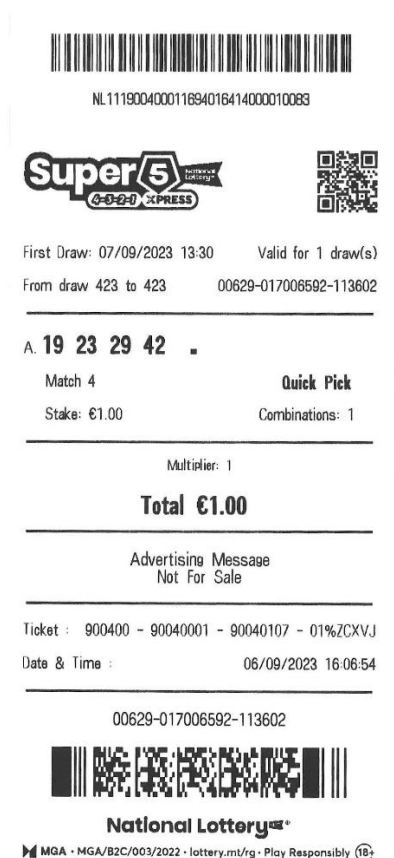 NL1119004000116940164140000​10083
Super 5
National Lottery
4-3-2-1 XPRESS
First Draw: 07/09/2023 13:30 Valid for 1 draw(s)
From draw 423 to 423 00629-017006592-113602
A. 19 23 29 42 .
Match 4 Quick Pick
Stake: €1.00 Combinations: 1
Multiplier: 1
Total €1.00
Advertising Message
Not For Sale
Ticket : 900400 - 90040001 - 90040107 - 01%ZCXVJ
Date & Time : 06/09/2023 16:06:54
00629-017006592-113602
National Lottery
MGA · MGA/B2C/003/2022 · lottery.mt/rg · Play Responsibly 18+